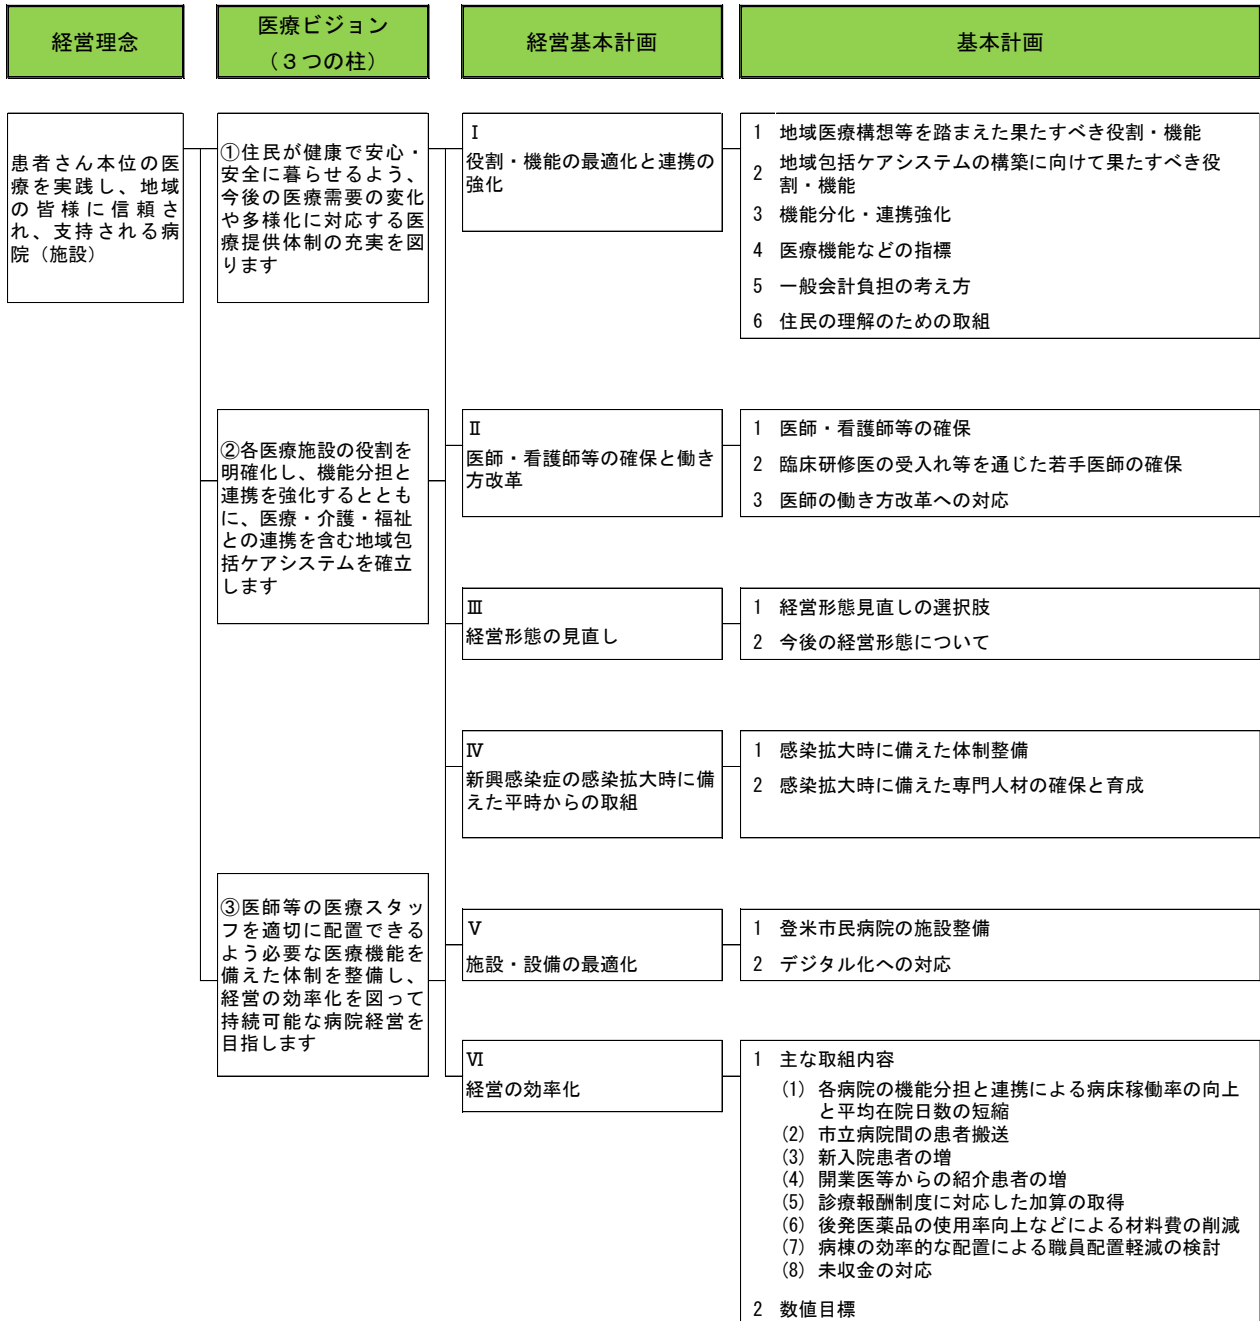 経営理念
医療ビジョン
（３つの柱）
経営基本計画
基本計画
患者さん本位の医
療を実践し、地域
の皆様に信頼さ
れ、支持される病
院（施設）
①住民が健康で安心・
安全に暮らせるよう、
今後の医療需要の変化
や多様化に対応する医
療提供体制の充実を図
ります
②各医療施設の役割を
明確化し、機能分担と
連携を強化するととも
に、医療・介護・福祉
との連携を含む地域包
括ケアシステムを確立
します
③医師等の医療スタッ
フを適切に配置できる
よう必要な医療機能を
備えた体制を整備し、
経営の効率化を図って
持続可能な病院経営を
目指します
Ⅰ
役割・機能の最適化と連携の
強化
1 地域医療構想等を踏まえた果たすべき役割・機能
2 地域包括ケアシステムの構築に向けて果たすべき役
割・機能
3 機能分化・連携強化
4 医療機能などの指標
5 一般会計負担の考え方
6 住民の理解のための取組
Ⅱ
医師・看護師等の確保と働き
方改革
1 医師・看護師等の確保
2 臨床研修医の受入れ等を通じた若手医師の確保
3 医師の働き方改革への対応
Ⅲ
経営形態の見直し
1 経営形態見直しの選択肢
2 今後の経営形態について
Ⅳ
新興感染症の感染拡大時に備
えた平時からの取組
1 感染拡大時に備えた体制整備
2 感染拡大時に備えた専門人材の確保と育成
Ⅴ
施設・設備の最適化
1 登米市民病院の施設整備
2 デジタル化への対応
Ⅵ
経営の効率化
1 主な取組内容
(1) 各病院の機能分担と連携による病床稼働率の向上
と平均在院日数の短縮
(2) 市立病院間の患者搬送
(3) 新入院患者の増
(4) 開業医等からの紹介患者の増
(5) 診療報酬制度に対応した加算の取得
(6) 後発医薬品の使用率向上などによる材料費の削減
(7) 病棟の効率的な配置による職員配置軽減の検討
(8) 未収金の対応
2 数値目標